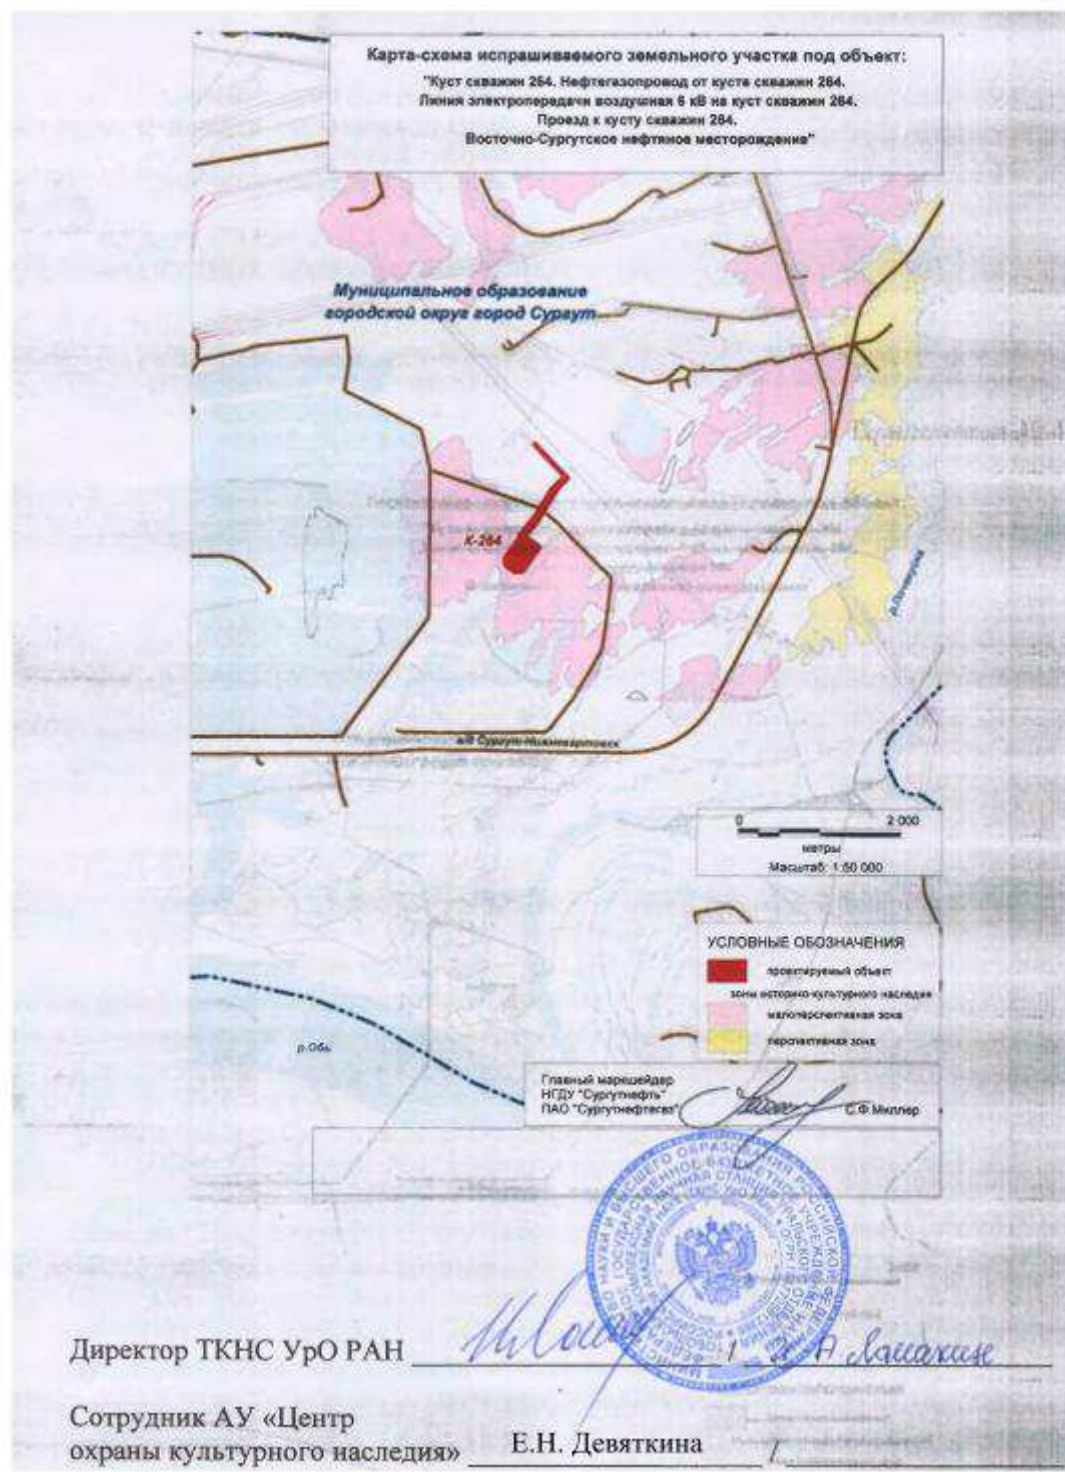 Карта-схема испрашиваемого земельного участка под объект:
"Куст скважин 264. Нефтегазопровод от куста скважин 264.
Линия электропередачи воздушная 6 кВ на куст скважин 264.
Проезд к кусту скважин 264.
Восточно-Сургутское нефтяное месторождение"
Муниципальное образование
городской округ город Сургут
К-264
а/д Сургут-Нижневартовск
0 2 000
метры
Масштаб: 1:50 000
УСЛОВНЫЕ ОБОЗНАЧЕНИЯ
проектируемый объект
зоны историко-культурного наследия
малоперспективная зона
перспективная зона
р.Обь
Главный маркшейдер
НГДУ "Сургутнефть"
ПАО "Сургутнефтегаз"
С.Ф.Миллер
Директор ТКНС УрО РАН
Сотрудник АУ «Центр
охраны культурного наследия» Е.Н. Девяткина /